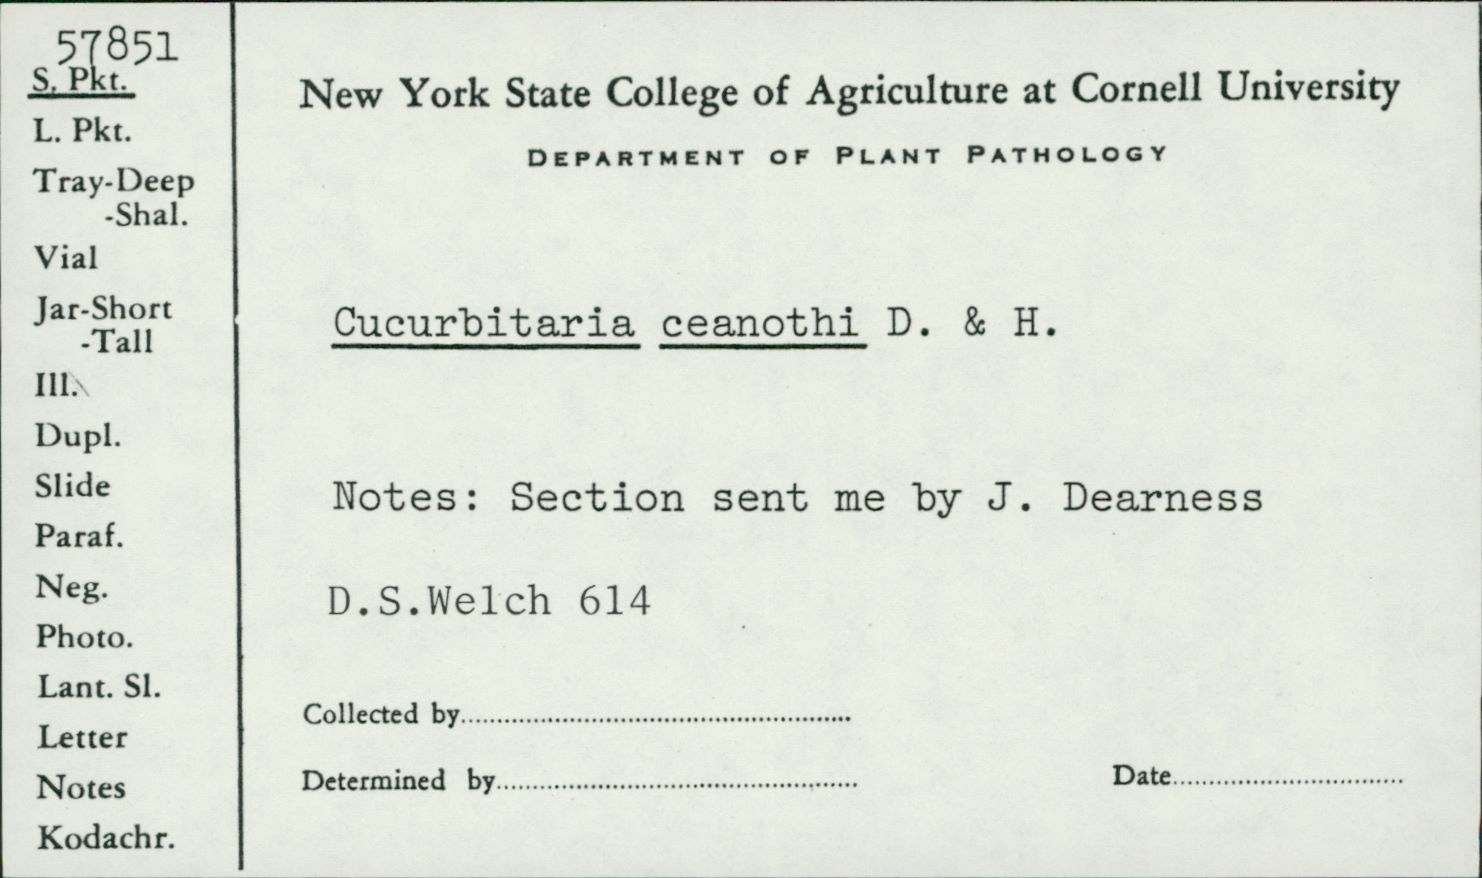 57851
S. Pkt.
L. Pkt.
Tray-Deep
-Shal.
Vial
Jar-Short
-Tall
Ill.
Dupl.
Slide
Paraf.
Neg.
Photo.
Lant. Sl.
Letter
Notes
Kodachr.
New York State College of Agriculture at Cornell University
DEPARTMENT OF PLANT PATHOLOGY
Cucurbitaria ceanothi D. & H.
Notes: Section sent me by J. Dearness
D.S.Welch 614
Collected by
Determined by
Date